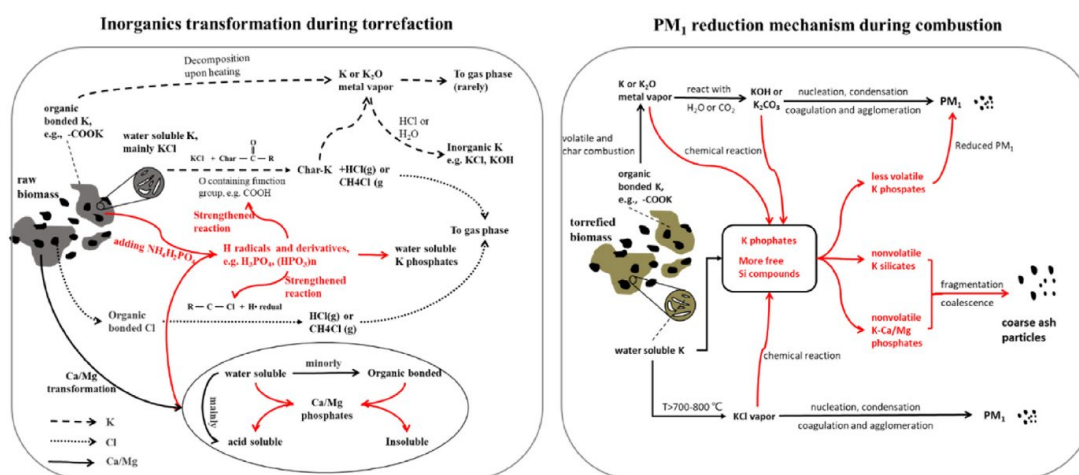 Inorganics transformation during torrefaction
Decomposition
upon heating
K or K₂O
metal vapor
To gas phase
(rarely)
organic
bonded K,
e.g., -COOK
water soluble K,
mainly KCl
HCl or
H₂O
Inorganic K
e.g. KCl, KOH
O
KCl + Char — C — R
Char-K
+HCl(g) or
CH4Cl (g
O containing function
group, e.g. COOH
raw
biomass
Strengthened
reaction
To gas phase
adding NH₄H₂PO₄
H radicals and derivatives,
e.g. H₃PO₄, (HPO₃)n
water soluble
K phosphates
Strengthened
reaction
R — C — Cl + H• redual
Organic
bonded Cl
HCl(g) or
CH4Cl (g)
Ca/Mg
transformation
water soluble
minorly
Organic bonded
mainly
Ca/Mg
phosphates
acid soluble
Insoluble
K
Cl
Ca/Mg
PM₁ reduction mechanism during combustion
K or K₂O
metal vapor
react with
H₂O or CO₂
KOH or
K₂CO₃
nucleation, condensation
coagulation and agglomeration
PM₁
volatile and
char combustion
chemical reaction
Reduced PM₁
organic
bonded K,
e.g., -COOK
less volatile
K phospates
torrefied
biomass
K phophates
More free
Si compounds
nonvolatile
K silicates
fragmentation
coalescence
coarse ash
particles
nonvolatile
K-Ca/Mg
phosphates
water soluble K
chemical reaction
T>700-800 ℃
KCl vapor
nucleation, condensation
coagulation and agglomeration
PM₁